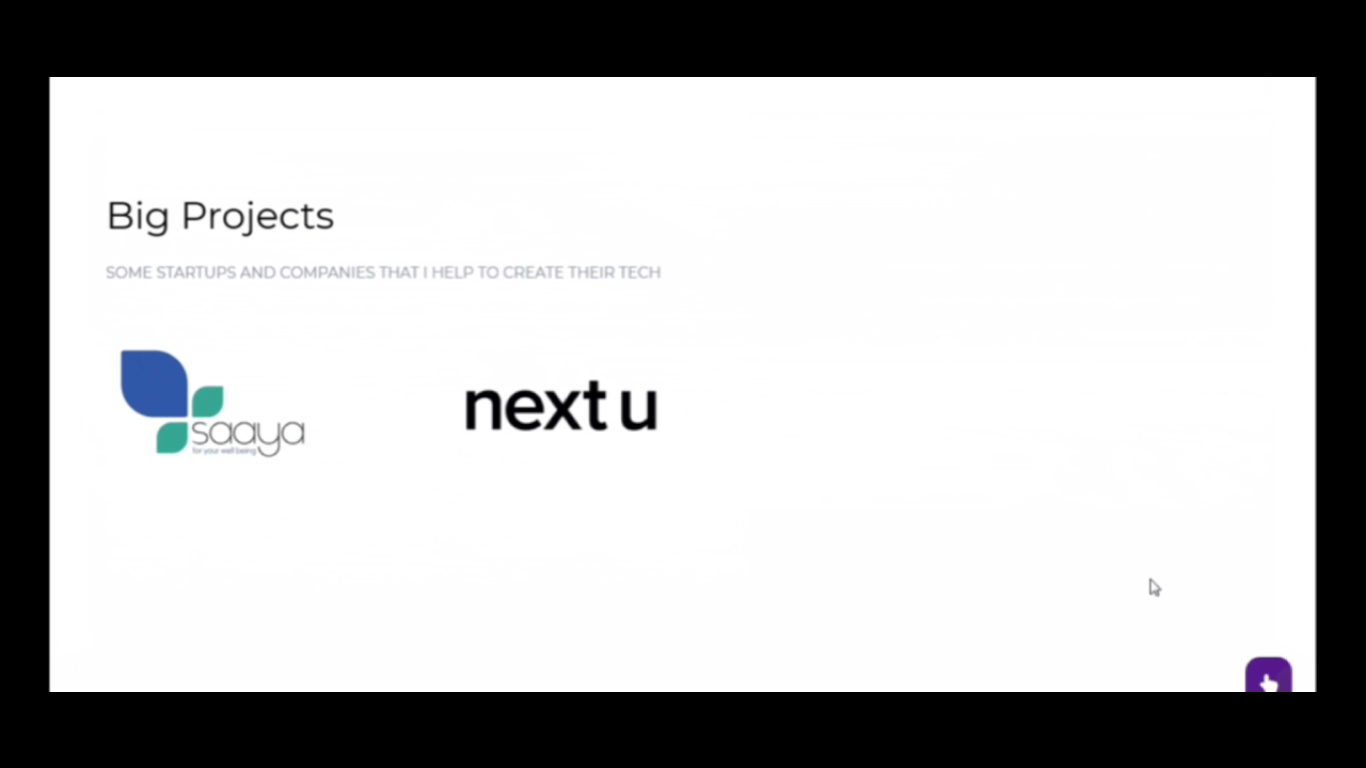 Big Projects
SOME STARTUPS AND COMPANIES THAT I HELP TO CREATE THEIR TECH
saaya
for your well being
next u